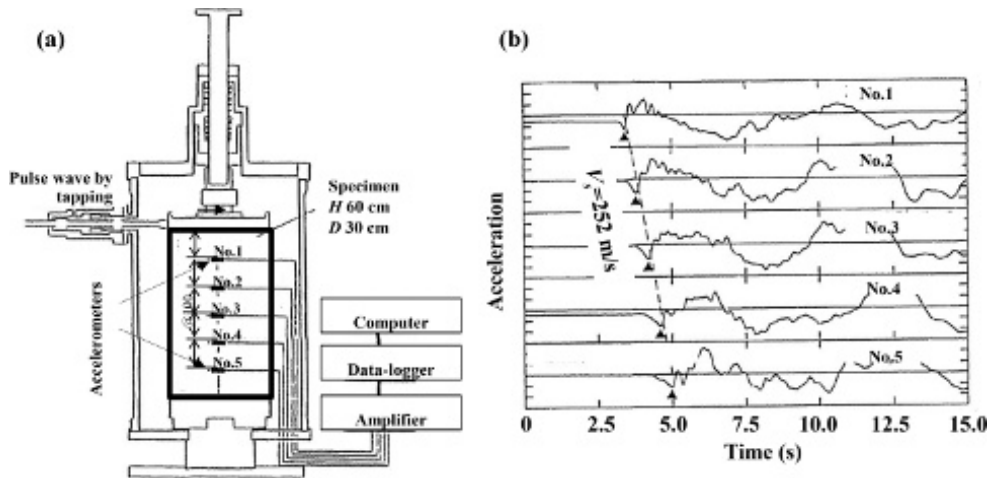 (a)
Pulse wave by
tapping
Specimen
H 60 cm
D 30 cm
Accelerometers
No.1
No.2
No.3
No.4
No.5
Computer
Data-logger
Amplifier
(b)
Acceleration
No.1
No.2
No.3
No.4
No.5
Vs=252 m/s
0
2.5
5.0
7.5
10.0
12.5
15.0
Time (s)